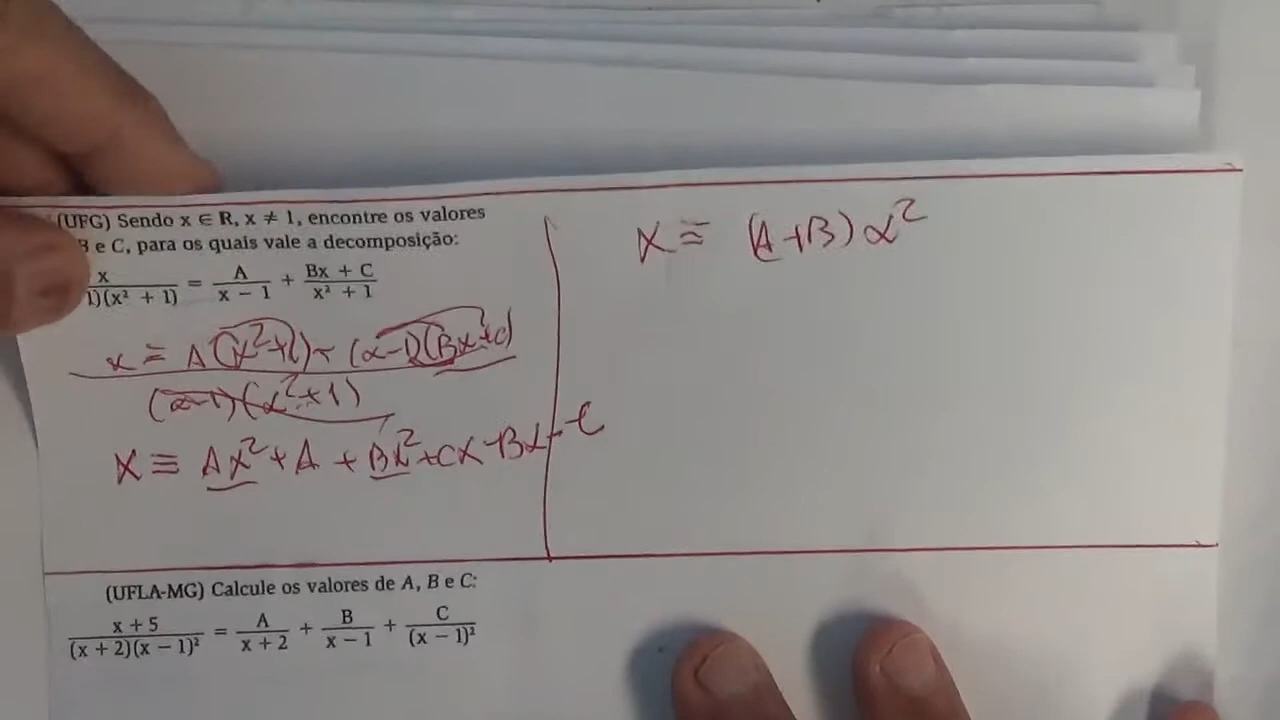 (UFG) Sendo x ∈ R, x ≠ 1, encontre os valores
B e C, para os quais vale a decomposição:
x / 1)(x² + 1) = A / x − 1 + Bx + C / x² + 1
x ≡ A(x²+1) + (x−1)(Bx+c)
(x−1)(x²+1)
x ≡ Ax² + A + Bx² + Cx − Bx − C
x ≡ (A+B)x²
(UFLA-MG) Calcule os valores de A, B e C:
x + 5 / (x + 2)(x − 1)² = A / x + 2 + B / x − 1 + C / (x − 1)²